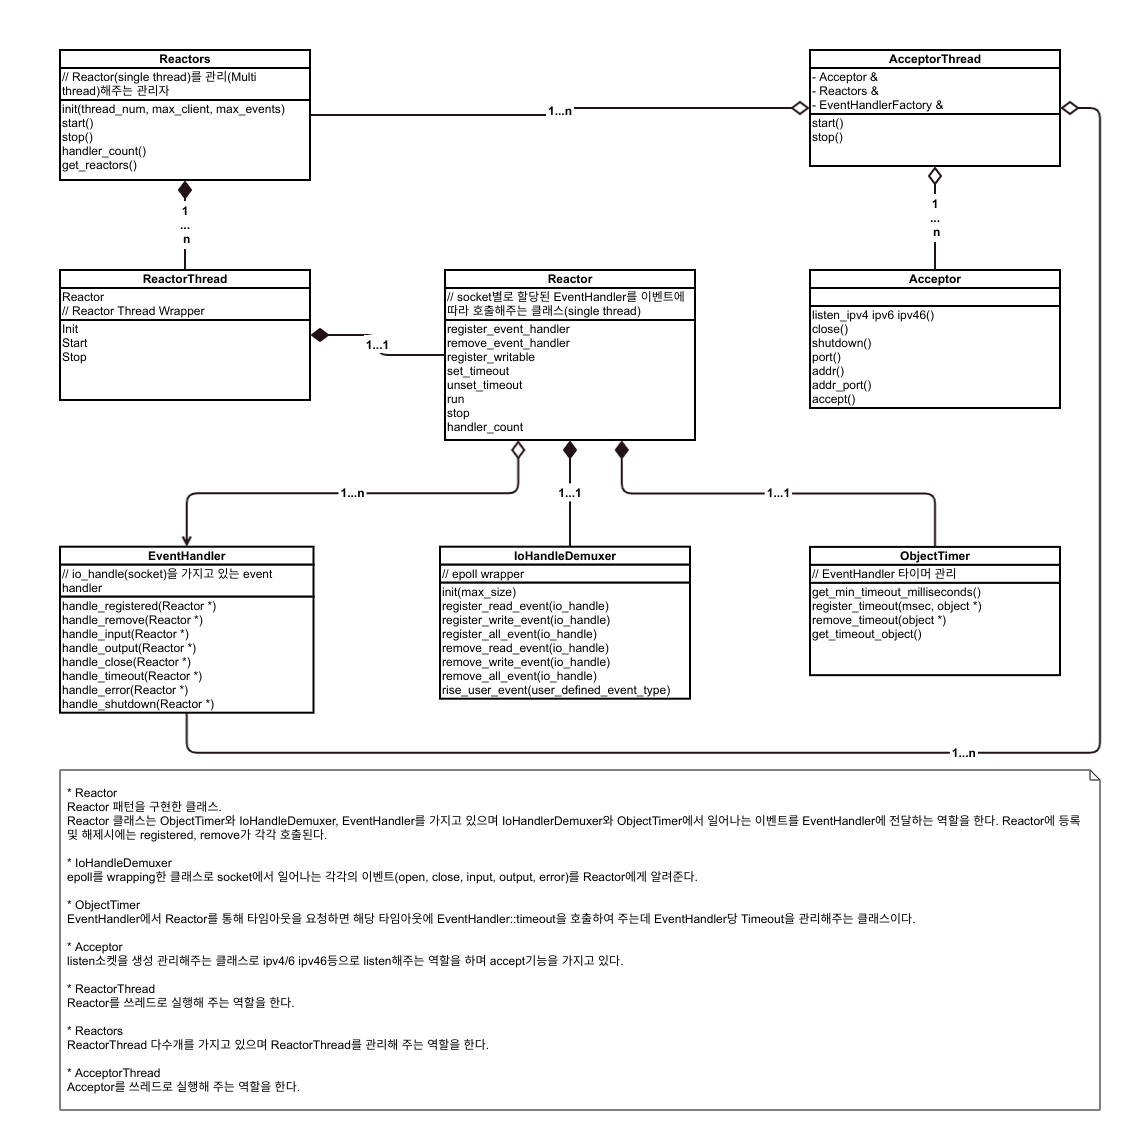 Reactors
// Reactor(single thread)를 관리(Multi
thread)해주는 관리자
init(thread_num, max_client, max_events)
start()
stop()
handler_count()
get_reactors()
1...n
AcceptorThread
- Acceptor &
- Reactors &
- EventHandlerFactory &
start()
stop()
1
...
n
1
...
n
ReactorThread
Reactor
// Reactor Thread Wrapper
Init
Start
Stop
1...1
Reactor
// socket별로 할당된 EventHandler를 이벤트에
따라 호출해주는 클래스(single thread)
register_event_handler
remove_event_handler
register_writable
set_timeout
unset_timeout
run
stop
handler_count
Acceptor
listen_ipv4 ipv6 ipv46()
close()
shutdown()
port()
addr()
addr_port()
accept()
1...n
1...1
1...1
EventHandler
// io_handle(socket)을 가지고 있는 event
handler
handle_registered(Reactor *)
handle_remove(Reactor *)
handle_input(Reactor *)
handle_output(Reactor *)
handle_close(Reactor *)
handle_timeout(Reactor *)
handle_error(Reactor *)
handle_shutdown(Reactor *)
IoHandleDemuxer
// epoll wrapper
init(max_size)
register_read_event(io_handle)
register_write_event(io_handle)
register_all_event(io_handle)
remove_read_event(io_handle)
remove_write_event(io_handle)
remove_all_event(io_handle)
rise_user_event(user_defined_event_type)
ObjectTimer
// EventHandler 타이머 관리
get_min_timeout_milliseconds()
register_timeout(msec, object *)
remove_timeout(object *)
get_timeout_object()
1...n
* Reactor
Reactor 패턴을 구현한 클래스.
Reactor 클래스는 ObjectTimer와 IoHandleDemuxer, EventHandler를 가지고 있으며 IoHandlerDemuxer와 ObjectTimer에서 일어나는 이벤트를 EventHandler에 전달하는 역할을 한다. Reactor에 등록
및 해제시에는 registered, remove가 각각 호출된다.
* IoHandleDemuxer
epoll를 wrapping한 클래스로 socket에서 일어나는 각각의 이벤트(open, close, input, output, error)를 Reactor에게 알려준다.
* ObjectTimer
EventHandler에서 Reactor를 통해 타임아웃을 요청하면 해당 타임아웃에 EventHandler::timeout을 호출하여 주는데 EventHandler당 Timeout을 관리해주는 클래스이다.
* Acceptor
listen소켓을 생성 관리해주는 클래스로 ipv4/6 ipv46등으로 listen해주는 역할을 하며 accept기능을 가지고 있다.
* ReactorThread
Reactor를 쓰레드로 실행해 주는 역할을 한다.
* Reactors
ReactorThread 다수개를 가지고 있으며 ReactorThread를 관리해 주는 역할을 한다.
* AcceptorThread
Acceptor를 쓰레드로 실행해 주는 역할을 한다.